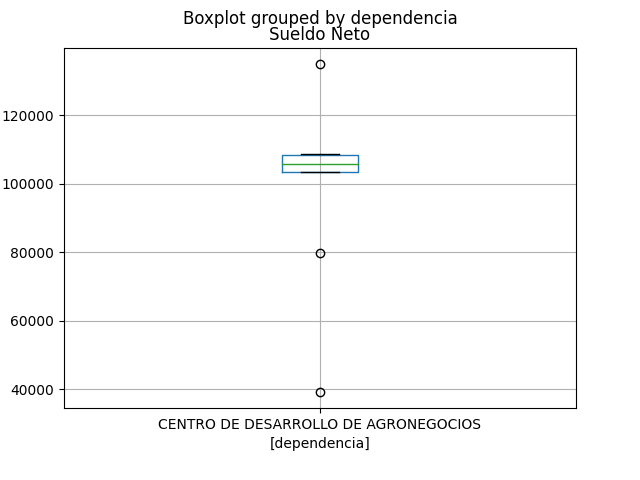 Boxplot grouped by dependencia
Sueldo Neto
120000
100000
80000
60000
40000
CENTRO DE DESARROLLO DE AGRONEGOCIOS
[dependencia]